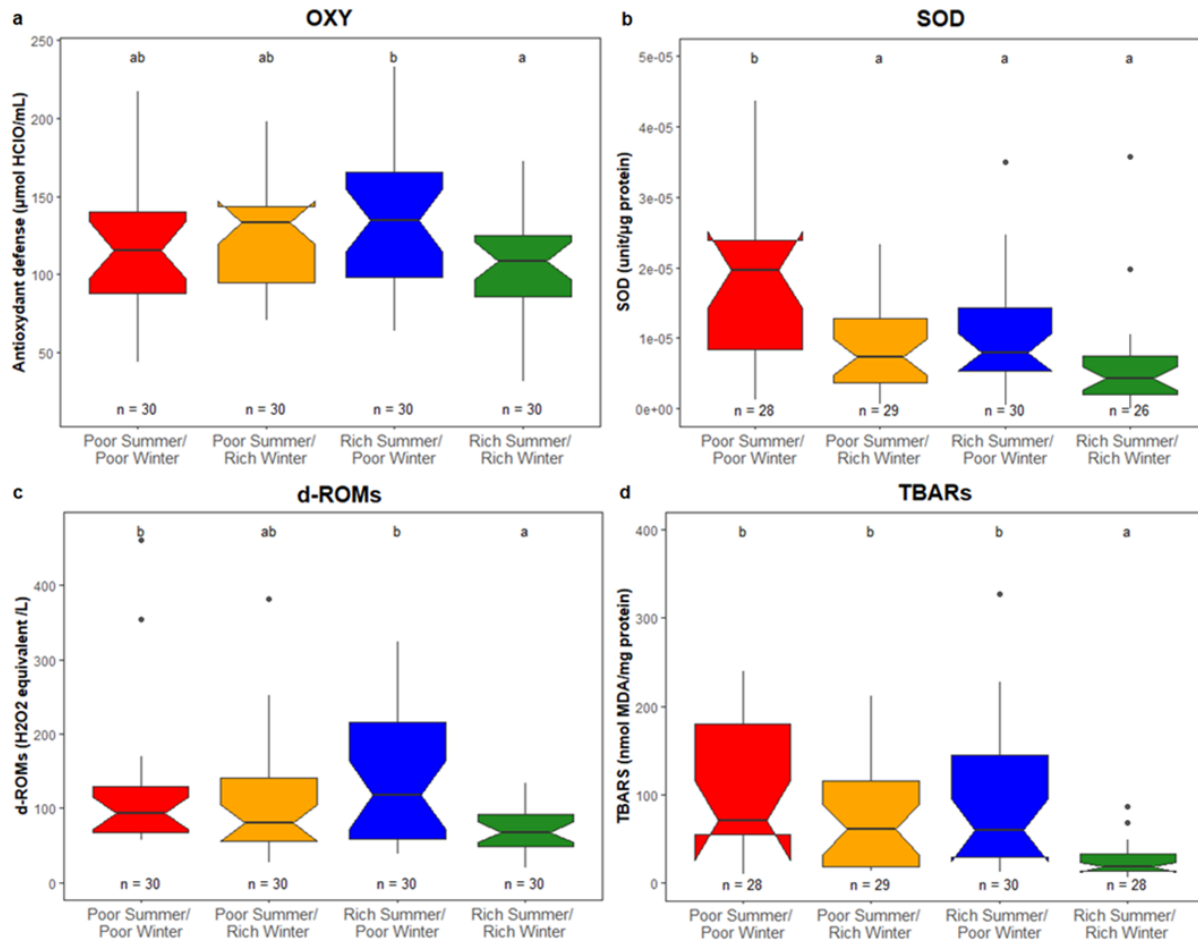 a
OXY
Antioxydant defense (µmol HClO/mL)
250
200
150
100
50
ab
ab
b
a
n = 30
n = 30
n = 30
n = 30
Poor Summer/
Poor Winter
Poor Summer/
Rich Winter
Rich Summer/
Poor Winter
Rich Summer/
Rich Winter
b
SOD
SOD (unit/µg protein)
5e-05
4e-05
3e-05
2e-05
1e-05
0e+00
b
a
a
a
n = 28
n = 29
n = 30
n = 26
Poor Summer/
Poor Winter
Poor Summer/
Rich Winter
Rich Summer/
Poor Winter
Rich Summer/
Rich Winter
c
d-ROMs
d-ROMs (H2O2 equivalent /L)
400
300
200
100
0
b
ab
b
a
n = 30
n = 30
n = 30
n = 30
Poor Summer/
Poor Winter
Poor Summer/
Rich Winter
Rich Summer/
Poor Winter
Rich Summer/
Rich Winter
d
TBARs
TBARS (nmol MDA/mg protein)
400
300
200
100
0
b
b
b
a
n = 28
n = 29
n = 30
n = 28
Poor Summer/
Poor Winter
Poor Summer/
Rich Winter
Rich Summer/
Poor Winter
Rich Summer/
Rich Winter